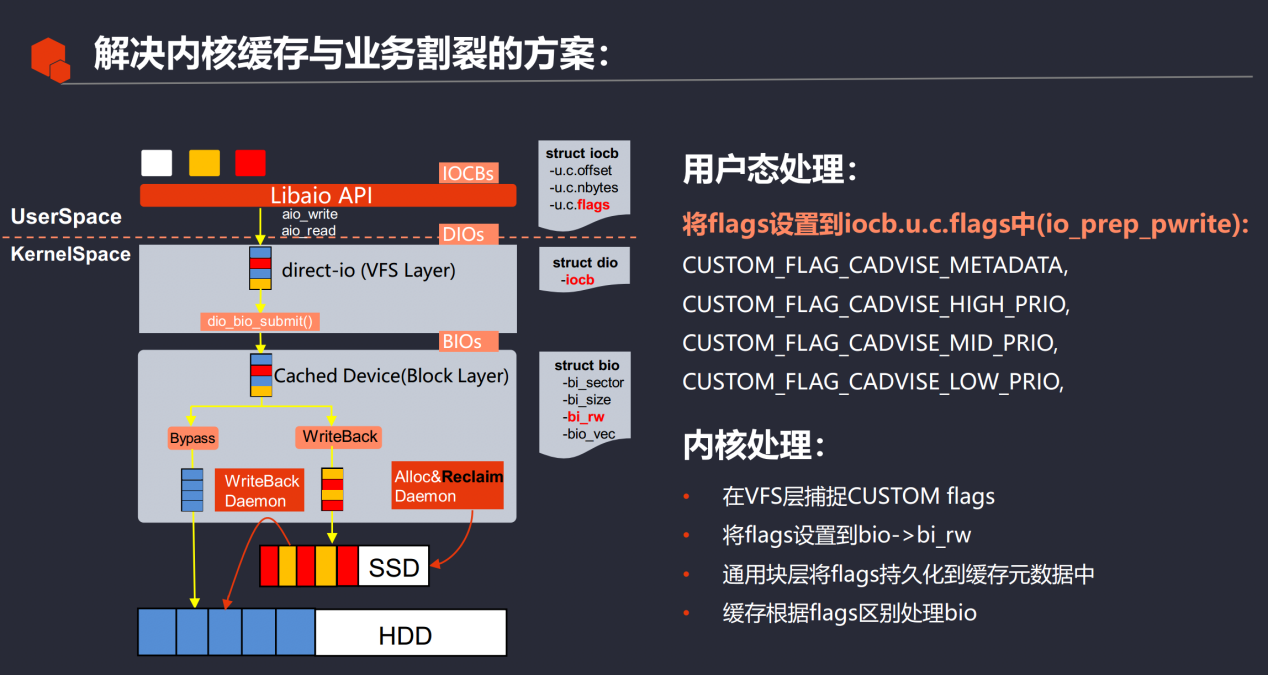 解决内核缓存与业务割裂的方案：
IOCBs
Libaio API
UserSpace
aio_write
aio_read
DIOs
KernelSpace
direct-io (VFS Layer)
dio_bio_submit()
BIOs
Cached Device(Block Layer)
Bypass
WriteBack
WriteBack
Daemon
Alloc&Reclaim
Daemon
SSD
HDD
struct iocb
-u.c.offset
-u.c.nbytes
-u.c.flags
struct dio
-iocb
struct bio
-bi_sector
-bi_size
-bi_rw
-bio_vec
用户态处理：
将flags设置到iocb.u.c.flags中(io_prep_pwrite):
CUSTOM_FLAG_CADVISE_METADATA,
CUSTOM_FLAG_CADVISE_HIGH_PRIO,
CUSTOM_FLAG_CADVISE_MID_PRIO,
CUSTOM_FLAG_CADVISE_LOW_PRIO,
内核处理：
• 在VFS层捕捉CUSTOM flags
• 将flags设置到bio->bi_rw
• 通用块层将flags持久化到缓存元数据中
• 缓存根据flags区别处理bio